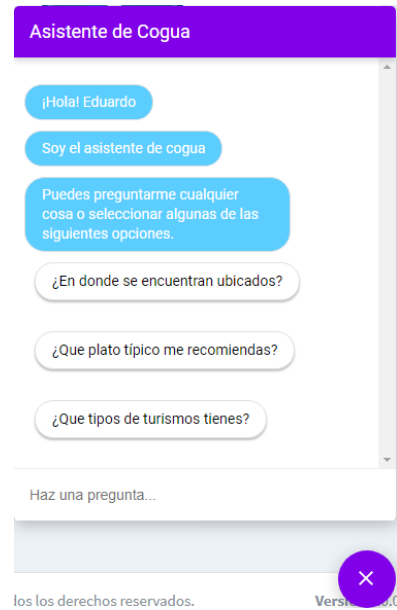 Asistente de Cogua
¡Hola! Eduardo
Soy el asistente de cogua
Puedes preguntarme cualquier
cosa o seleccionar algunas de las
siguientes opciones.
¿En donde se encuentran ubicados?
¿Que plato típico me recomiendas?
¿Que tipos de turismos tienes?
Haz una pregunta...
los derechos reservados.